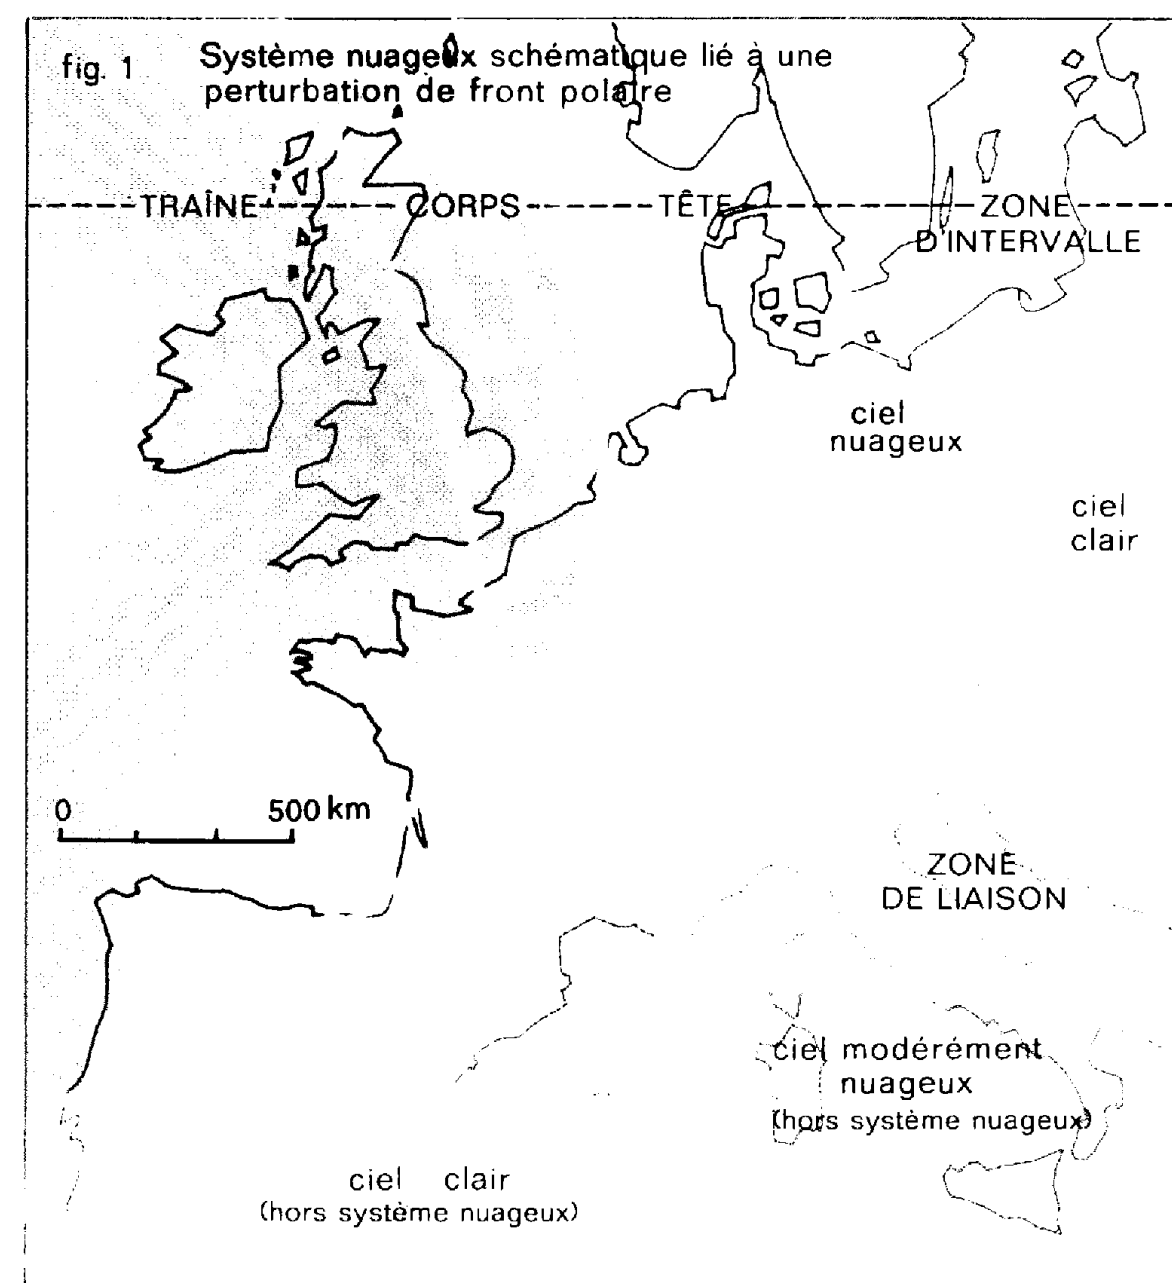 fig. 1
Système nuageux schématique lié à une
perturbation de front polaire
TRAÎNE CORPS TÊTE ZONE
D'INTERVALLE
ciel
nuageux
ciel
clair
0 500 km
ZONE
DE LIAISON
ciel modérément
nuageux
(hors système nuageux)
ciel clair
(hors système nuageux)